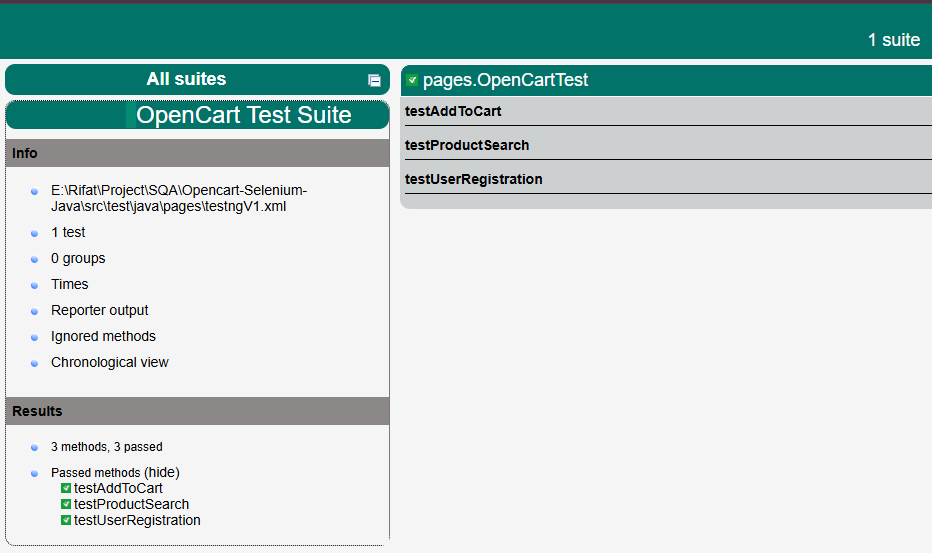 1 suite
All suites
OpenCart Test Suite
Info
E:\Rifat\Project\SQA\Opencart-Selenium-
Java\src\test\java\pages\testngV1.xml
1 test
0 groups
Times
Reporter output
Ignored methods
Chronological view
Results
3 methods, 3 passed
Passed methods (hide)
testAddToCart
testProductSearch
testUserRegistration
pages.OpenCartTest
testAddToCart
testProductSearch
testUserRegistration